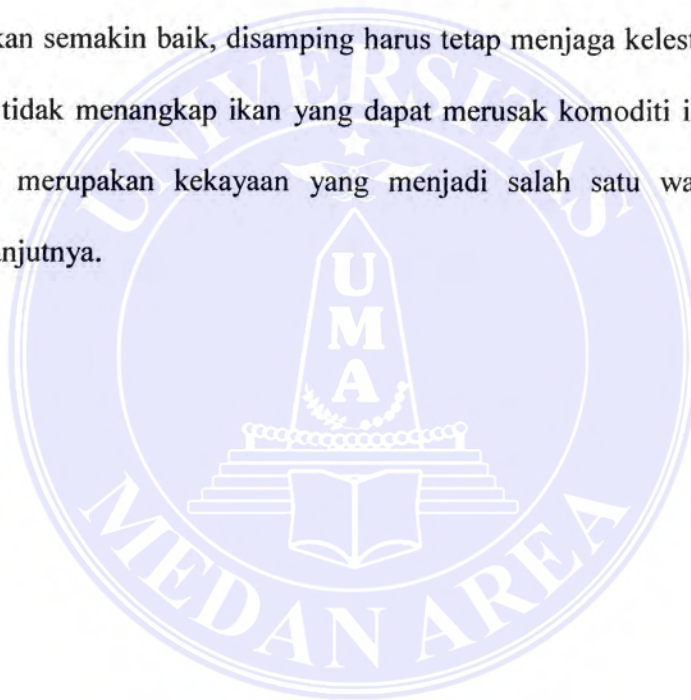 kan semakin baik, disamping harus tetap menjaga kelest
tidak menangkap ikan yang dapat merusak komoditi i
merupakan kekayaan yang menjadi salah satu wa
njutnya.
UNIVERSITAS
UMA
MEDAN AREA